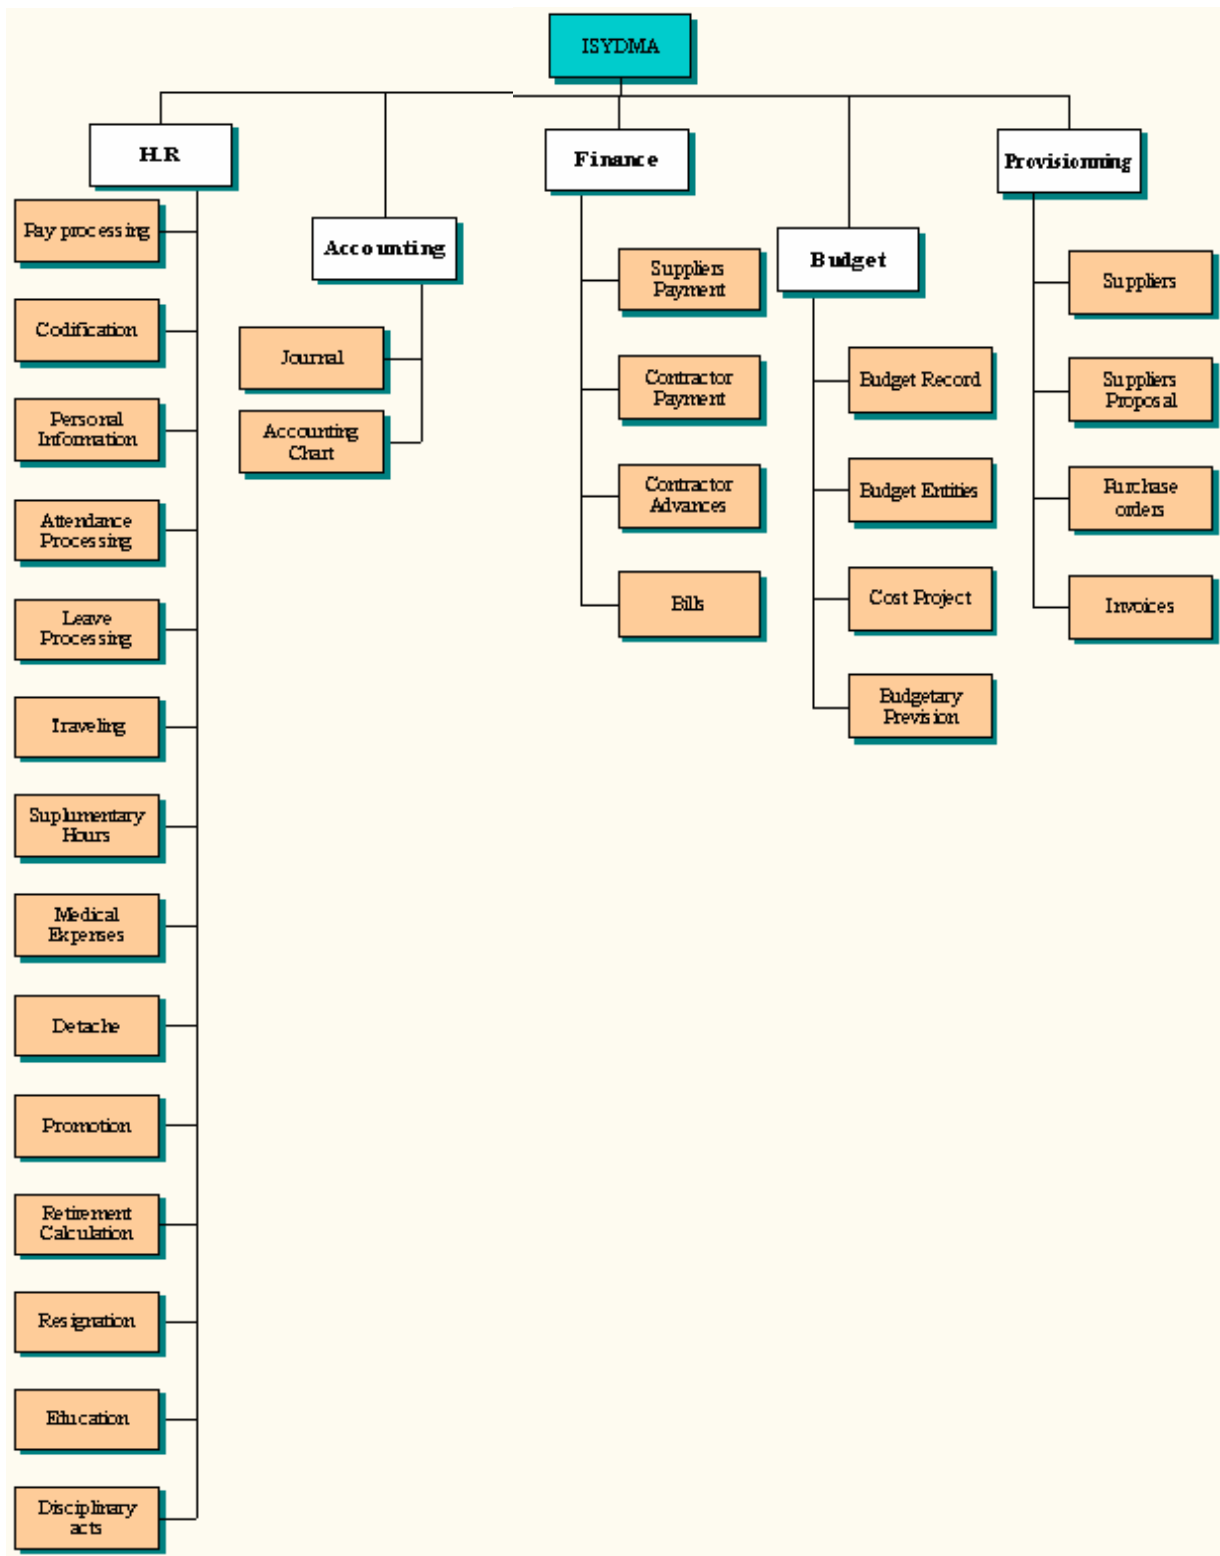 ISYDMA
H.R
Accounting
Finance
Budget
Provisionning
Pay processing
Codification
Personal
Information
Attendance
Processing
Leave
Processing
Traveling
Suplumentary
Hours
Medical
Expenses
Detache
Promotion
Retirement
Calculation
Resignation
Education
Disciplinary
acts
Journal
Accounting
Chart
Suppliers
Payment
Contractor
Payment
Contractor
Advances
Bills
Budget Record
Budget Entities
Cost Project
Budgetary
Prevision
Suppliers
Suppliers
Proposal
Purchase
orders
Invoices